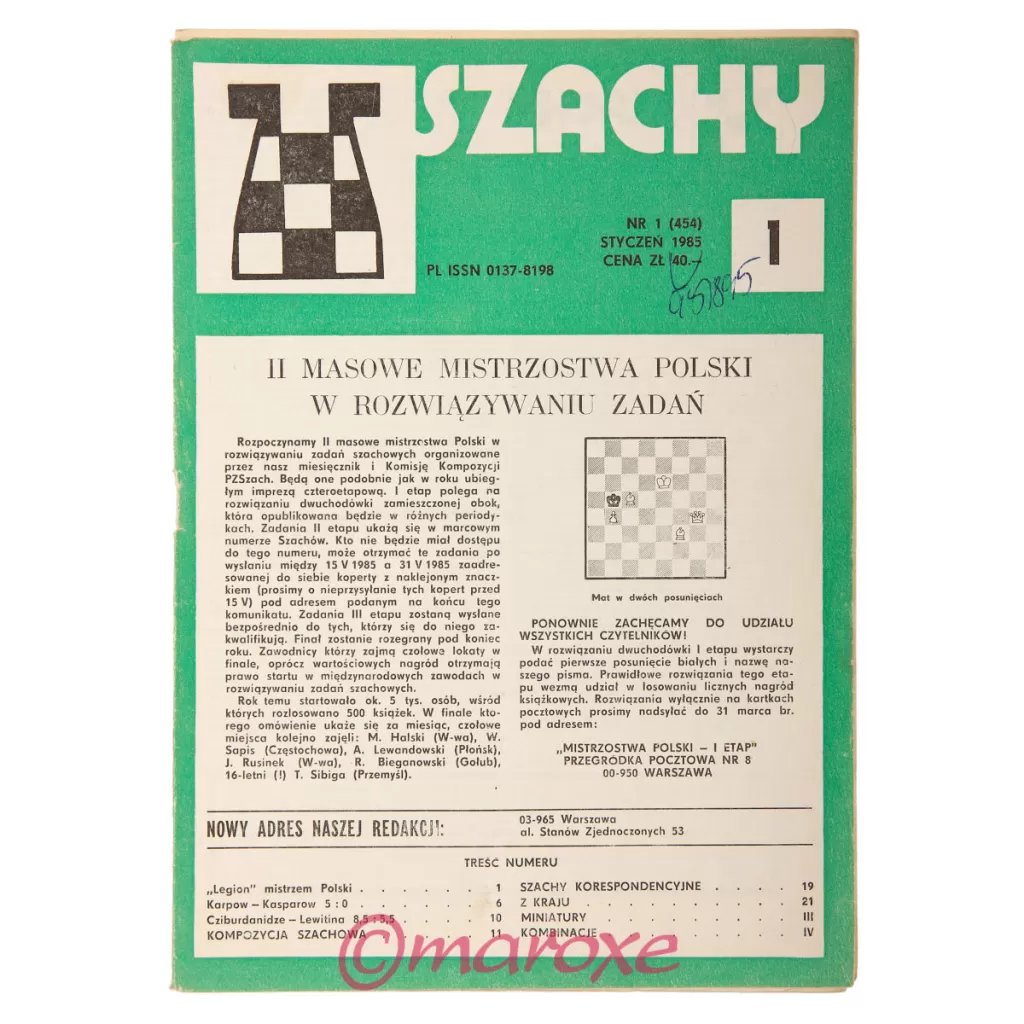 SZACHY
NR 1 (454)
STYCZEŃ 1985
CENA ZŁ 40.–
1
PL ISSN 0137-8198
II MASOWE MISTRZOSTWA POLSKI
W ROZWIĄZYWANIU ZADAŃ
Rozpoczynamy II masowe mistrzostwa Polski w
rozwiązywaniu zadań szachowych organizowane
przez nasz miesięcznik i Komisję Kompozycji
PZSzach. Będą one podobnie jak w roku ubieg-
łym imprezą czteroetapową. I etap polega na
rozwiązaniu dwuchodówki zamieszczonej obok,
która opublikowana będzie w różnych periody-
kach. Zadania II etapu ukażą się w marcowym
numerze Szachów. Kto nie będzie miał dostępu
do tego numeru, może otrzymać te zadania po
wysłaniu między 15 V 1985 a 31 V 1985 zaadre-
sowanej do siebie koperty z naklejonym znacz-
kiem (prosimy o nieprzysyłanie tych kopert przed
15 V) pod adresem podanym na końcu tego
komunikatu. Zadania III etapu zostaną wysłane
bezpośrednio do tych, którzy się do niego za-
kwalifikują. Finał zostanie rozegrany pod koniec
roku. Zawodnicy którzy zajmą czołowe lokaty w
finale, oprócz wartościowych nagród otrzymają
prawo startu w międzynarodowych zawodach w
rozwiązywaniu zadań szachowych.
Rok temu startowało ok. 5 tys. osób, wśród
których rozlosowano 500 książek. W finale któ-
rego omówienie ukaże się za miesiąc, czołowe
miejsca kolejno zajęli: M. Halski (W-wa), W.
Sapis (Częstochowa), A. Lewandowski (Płońsk),
J. Rusinek (W-wa), R. Bieganowski (Golub),
16-letni (!) T. Sibiga (Przemyśl).
Mat w dwóch posunięciach
PONOWNIE ZACHĘCAMY DO UDZIAŁU
WSZYSTKICH CZYTELNIKÓW!
W rozwiązaniu dwuchodówki I etapu wystarczy
podać pierwsze posunięcie białych i nazwę na-
szego pisma. Prawidłowe rozwiązania tego eta-
pu wezmą udział w losowaniu licznych nagród
książkowych. Rozwiązania wyłącznie na kartkach
pocztowych prosimy nadsyłać do 31 marca br.
pod adresem:
„MISTRZOSTWA POLSKI – I ETAP"
PRZEGRÓDKA POCZTOWA NR 8
00-950 WARSZAWA
NOWY ADRES NASZEJ REDAKCJI:
03-965 Warszawa
al. Stanów Zjednoczonych 53
TREŚĆ NUMERU
„Legion" mistrzem Polski . . . . . . 1
Karpow – Kasparow 5 : 0 . . . . . . 6
Cziburdanidze – Lewitina 8,5 : 5,5 . . 10
KOMPOZYCJA SZACHOWA . . . . . 11
SZACHY KORESPONDENCYJNE . . . . 19
Z KRAJU . . . . . . . . . . 21
MINIATURY . . . . . . . . . III
KOMBINACJE . . . . . . . . . IV
©maroxe